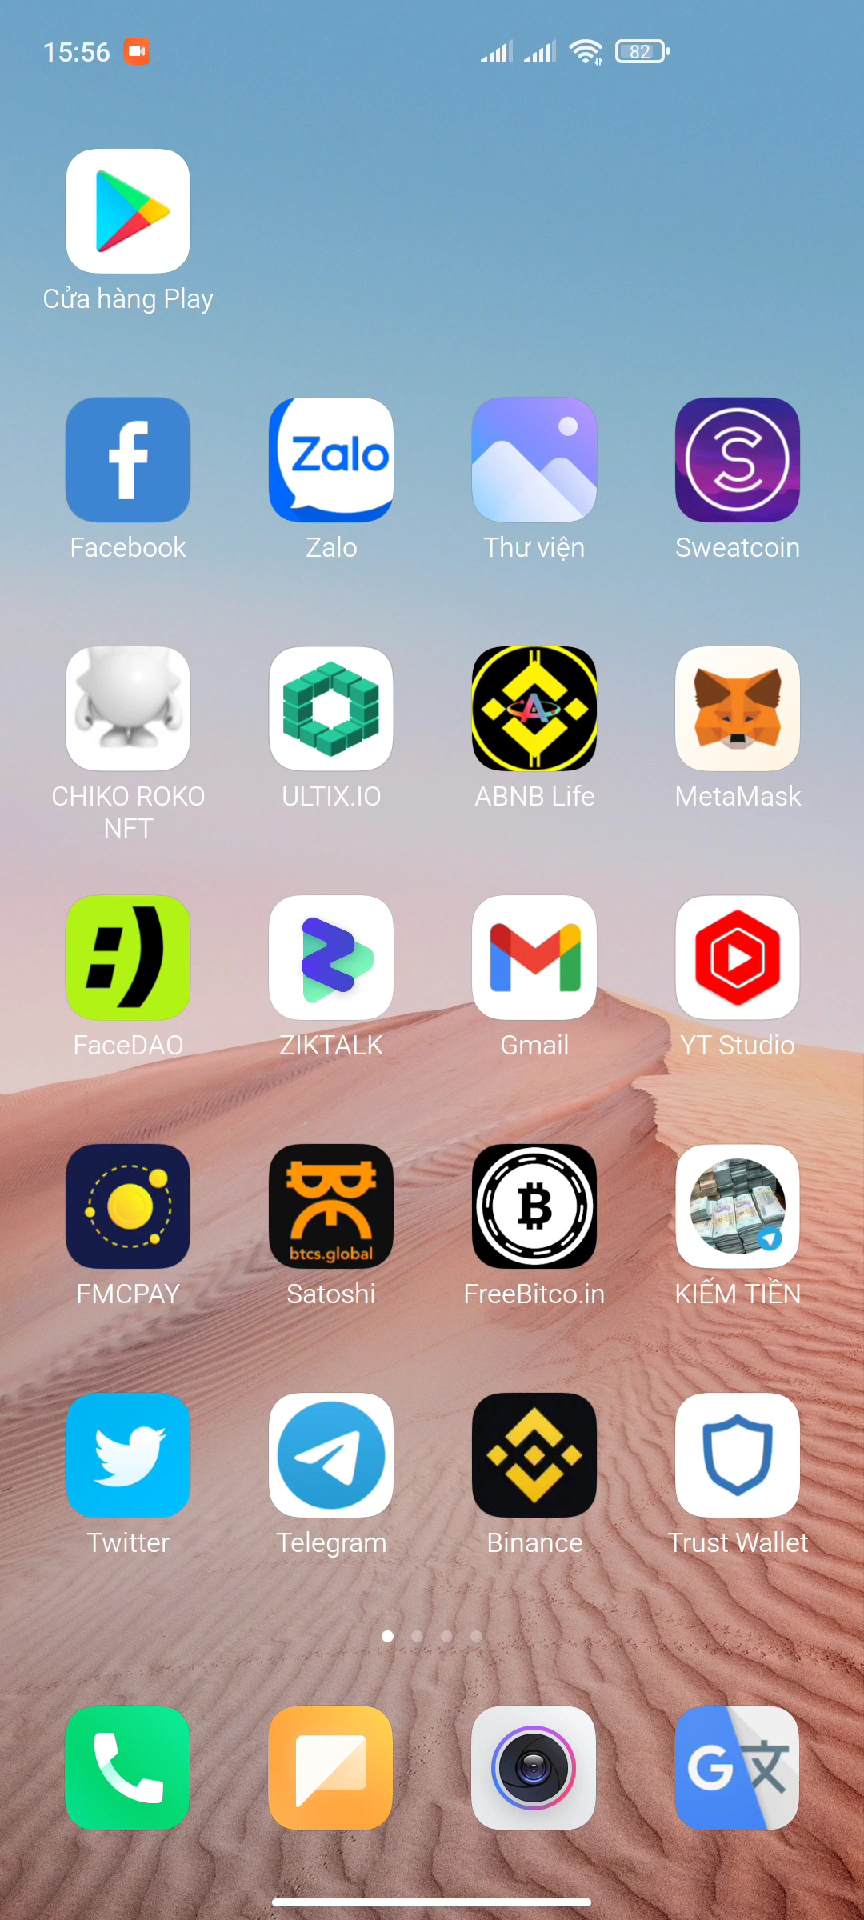 15:56
82
Cửa hàng Play
Zalo
Facebook
Zalo
Thư viện
Sweatcoin
CHIKO ROKO
NFT
ULTIX.IO
ABNB Life
MetaMask
FaceDAO
ZIKTALK
Gmail
YT Studio
btcs.global
FMCPAY
Satoshi
FreeBitco.in
KIẾM TIỀN
Twitter
Telegram
Binance
Trust Wallet
G文